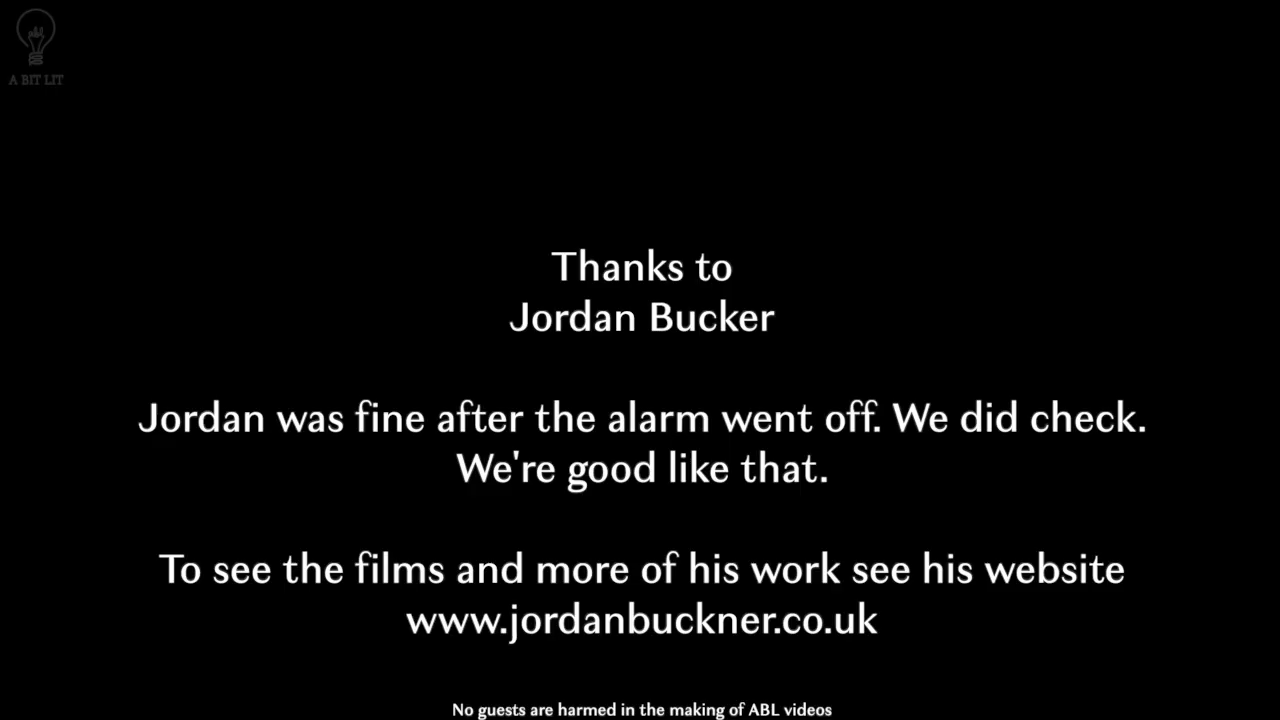 A BIT LIT
Thanks to
Jordan Bucker
Jordan was fine after the alarm went off. We did check.
We're good like that.
To see the films and more of his work see his website
www.jordanbuckner.co.uk
No guests are harmed in the making of ABL videos